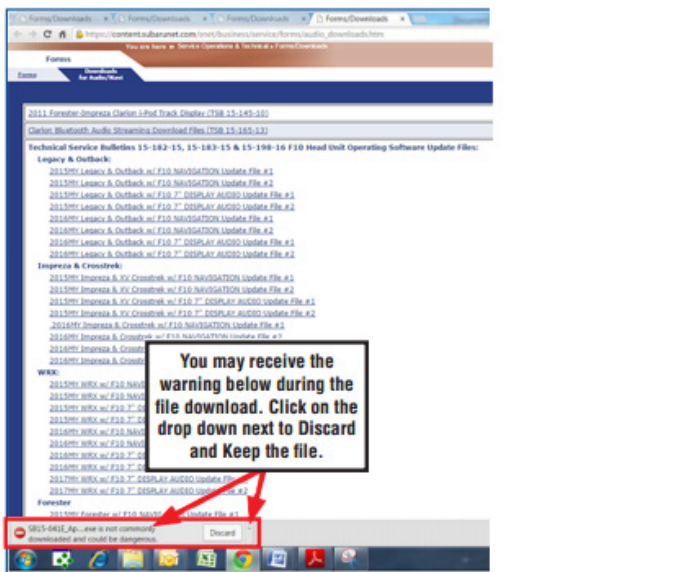 Forms/Downloads
Forms/Downloads
Forms/Downloads
Forms/Downloads
https://content.subarunet.com/snet/business/service/forms/audio_downloads.htm
You are here » Service Operations & Technical » Forms/Downloads
Forms
Forms
Downloads
for Audio/Navi
2011 Forester-Impreza Clarion i-Pod Track Display (TSB 15-145-10)
Clarion Bluetooth Audio Streaming Download Files (TSB 15-165-13)
Technical Service Bulletins 15-182-15, 15-183-15 & 15-198-16 F10 Head Unit Operating Software Update Files:
Legacy & Outback:
2015MY Legacy & Outback w/ F10 NAVIGATION Update File #1
2015MY Legacy & Outback w/ F10 NAVIGATION Update File #2
2015MY Legacy & Outback w/ F10 7" DISPLAY AUDIO Update File #1
2015MY Legacy & Outback w/ F10 7" DISPLAY AUDIO Update File #2
2016MY Legacy & Outback w/ F10 NAVIGATION Update File #1
2016MY Legacy & Outback w/ F10 NAVIGATION Update File #2
2016MY Legacy & Outback w/ F10 7" DISPLAY AUDIO Update File #1
2016MY Legacy & Outback w/ F10 7" DISPLAY AUDIO Update File #2
Impreza & Crosstrek:
2015MY Impreza & XV Crosstrek w/ F10 NAVIGATION Update File #1
2015MY Impreza & XV Crosstrek w/ F10 NAVIGATION Update File #2
2015MY Impreza & XV Crosstrek w/ F10 7" DISPLAY AUDIO Update File #1
2015MY Impreza & XV Crosstrek w/ F10 7" DISPLAY AUDIO Update File #2
2016MY Impreza & Crosstrek w/ F10 NAVIGATION Update File #1
2016MY Impreza & Crosstrek w/ F10 NAVIGATION Update File #2
2016MY Impreza & Crosst
2016MY Impreza & Crosst
WRX:
2015MY WRX w/ F10 NAVI
2015MY WRX w/ F10 NAVI
2015MY WRX w/ F10 7" D
2015MY WRX w/ F10 7" D
2016MY WRX w/ F10 NAVI
2016MY WRX w/ F10 NAVI
2016MY WRX w/ F10 7" D
2016MY WRX w/ F10 7" D
2017MY WRX w/ F10 7" DISPLAY AUDIO Update File
2017MY WRX w/ F10 7" DISPLAY AUDIO Update File #2
Forester
2015MY Forester w/ F10 NAVIGATION Update File #1
You may receive the
warning below during the
file download. Click on the
drop down next to Discard
and Keep the file.
SB15-041E_Ap....exe is not commonly
downloaded and could be dangerous.
Discard